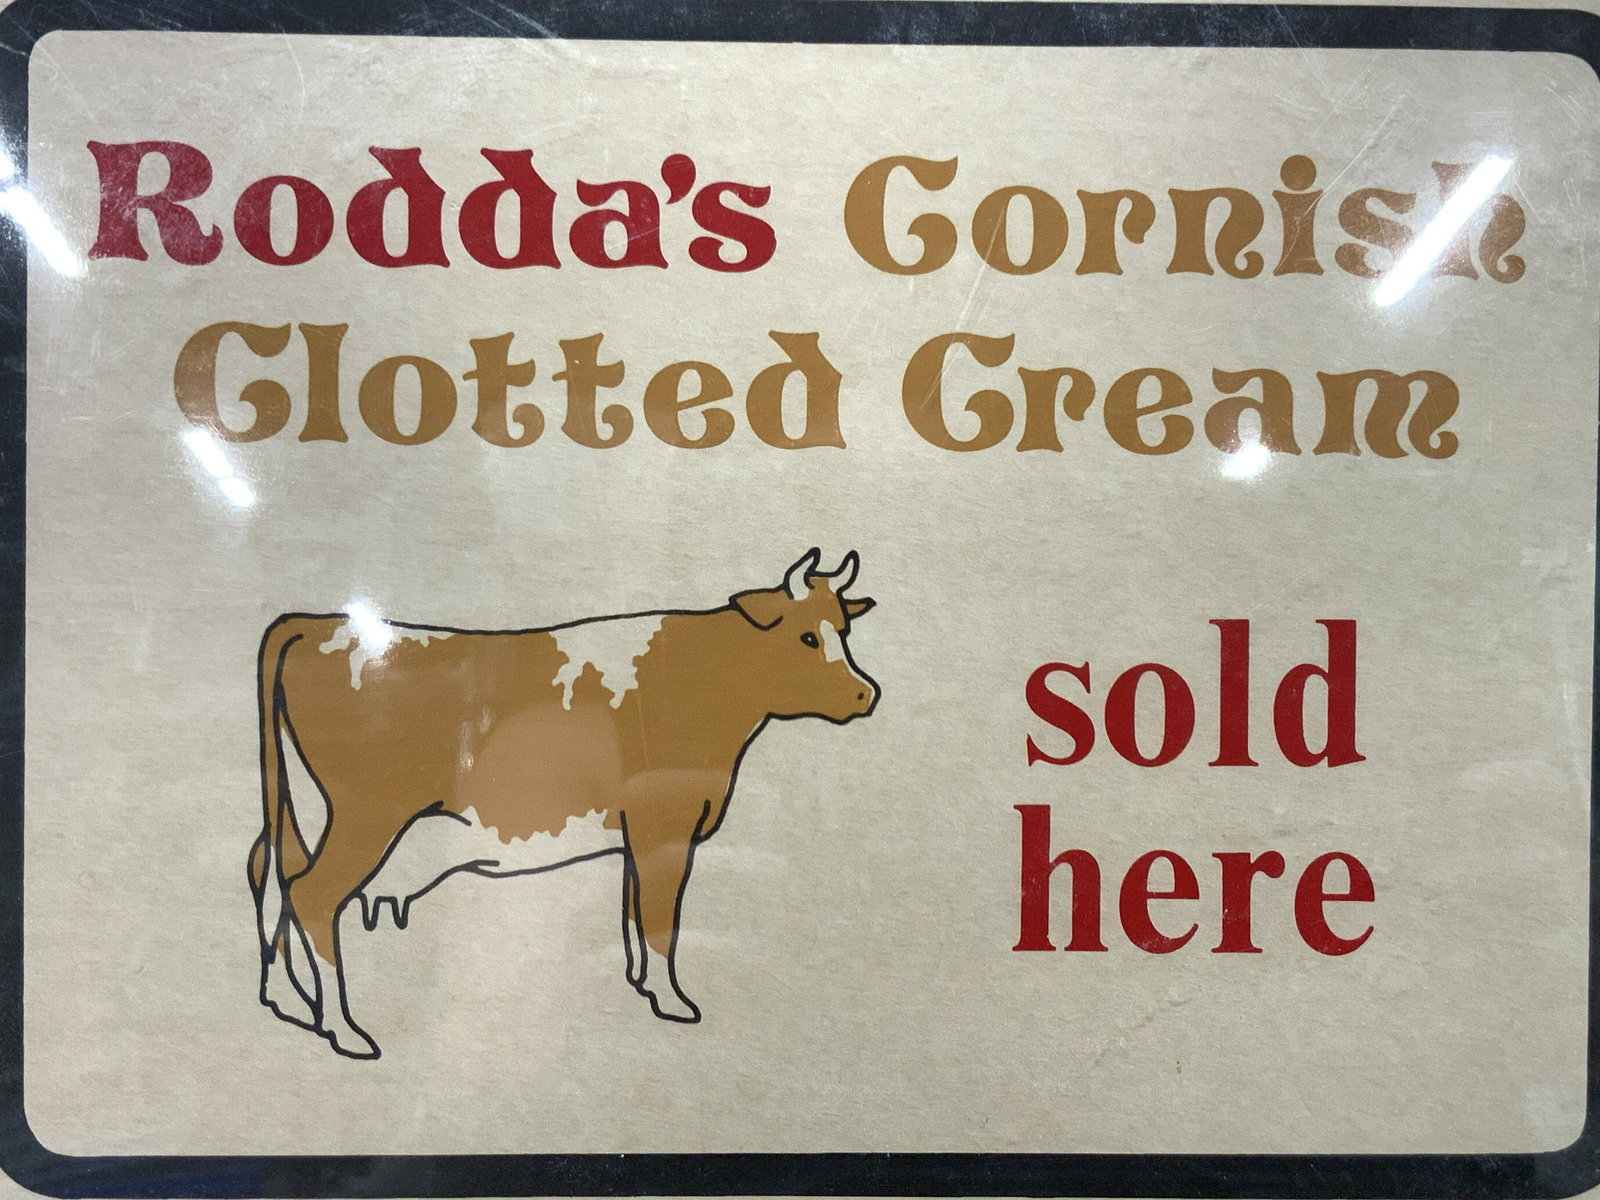 Rodda's Cornish
Clotted Cream
sold
here